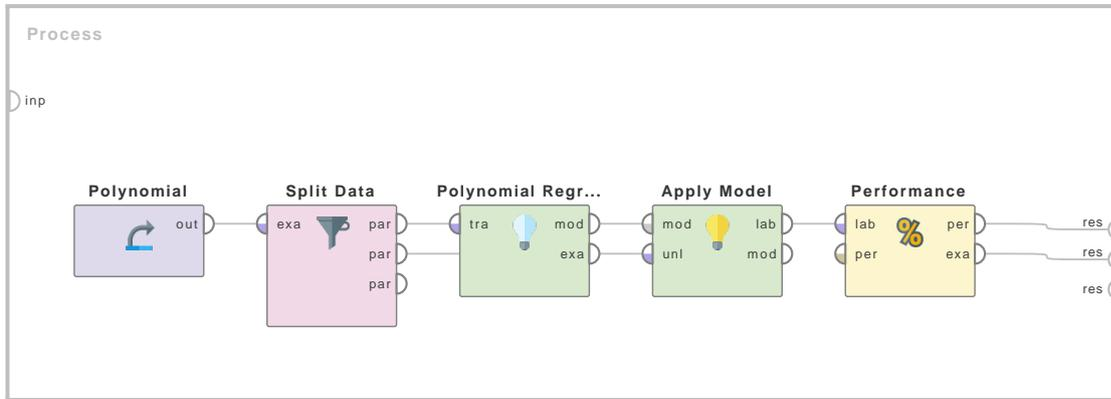 Process
inp
Polynomial
out
Split Data
exa
par
par
par
Polynomial Regr...
tra
mod
exa
Apply Model
mod
lab
unl
mod
Performance
%
lab
per
per
exa
res
res
res